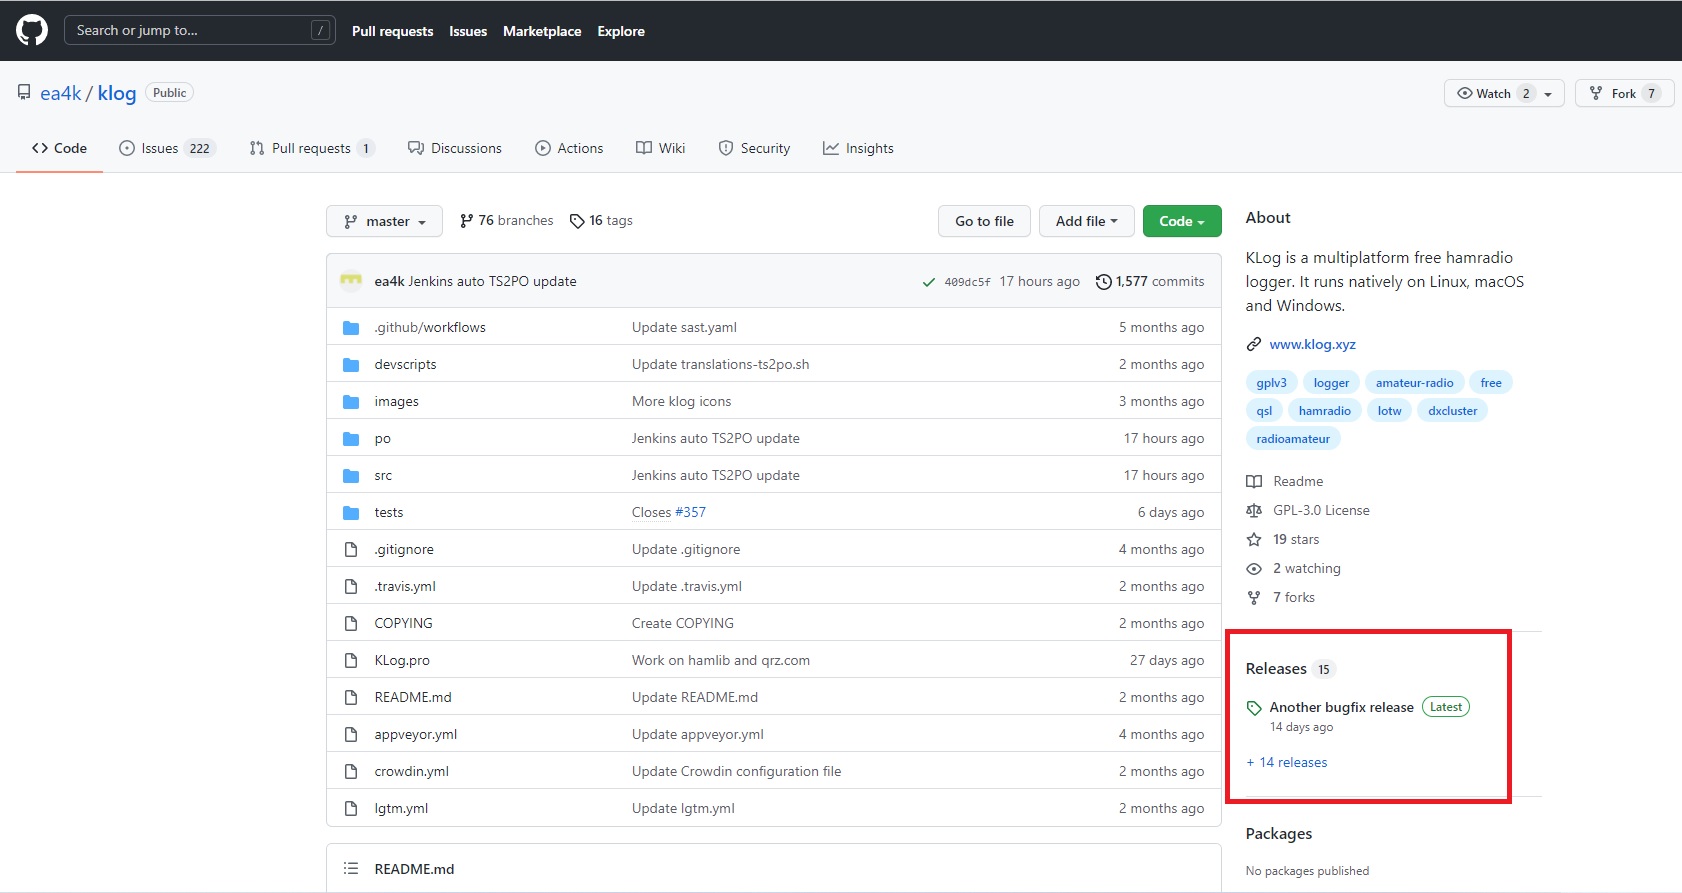 Search or jump to... /
Pull requests Issues Marketplace Explore
ea4k / klog Public
Watch 2
Fork 7
Code
Issues 222
Pull requests 1
Discussions
Actions
Wiki
Security
Insights
master
76 branches
16 tags
Go to file
Add file
Code
ea4k Jenkins auto TS2PO update 409dc5f 17 hours ago 1,577 commits
.github/workflows Update sast.yaml 5 months ago
devscripts Update translations-ts2po.sh 2 months ago
images More klog icons 3 months ago
po Jenkins auto TS2PO update 17 hours ago
src Jenkins auto TS2PO update 17 hours ago
tests Closes #357 6 days ago
.gitignore Update .gitignore 4 months ago
.travis.yml Update .travis.yml 2 months ago
COPYING Create COPYING 2 months ago
KLog.pro Work on hamlib and qrz.com 27 days ago
README.md Update README.md 2 months ago
appveyor.yml Update appveyor.yml 4 months ago
crowdin.yml Update Crowdin configuration file 2 months ago
lgtm.yml Update lgtm.yml 2 months ago
README.md
About
KLog is a multiplatform free hamradio
logger. It runs natively on Linux, macOS
and Windows.
www.klog.xyz
gplv3 logger amateur-radio free
qsl hamradio lotw dxcluster
radioamateur
Readme
GPL-3.0 License
19 stars
2 watching
7 forks
Releases 15
Another bugfix release Latest
14 days ago
+ 14 releases
Packages
No packages published